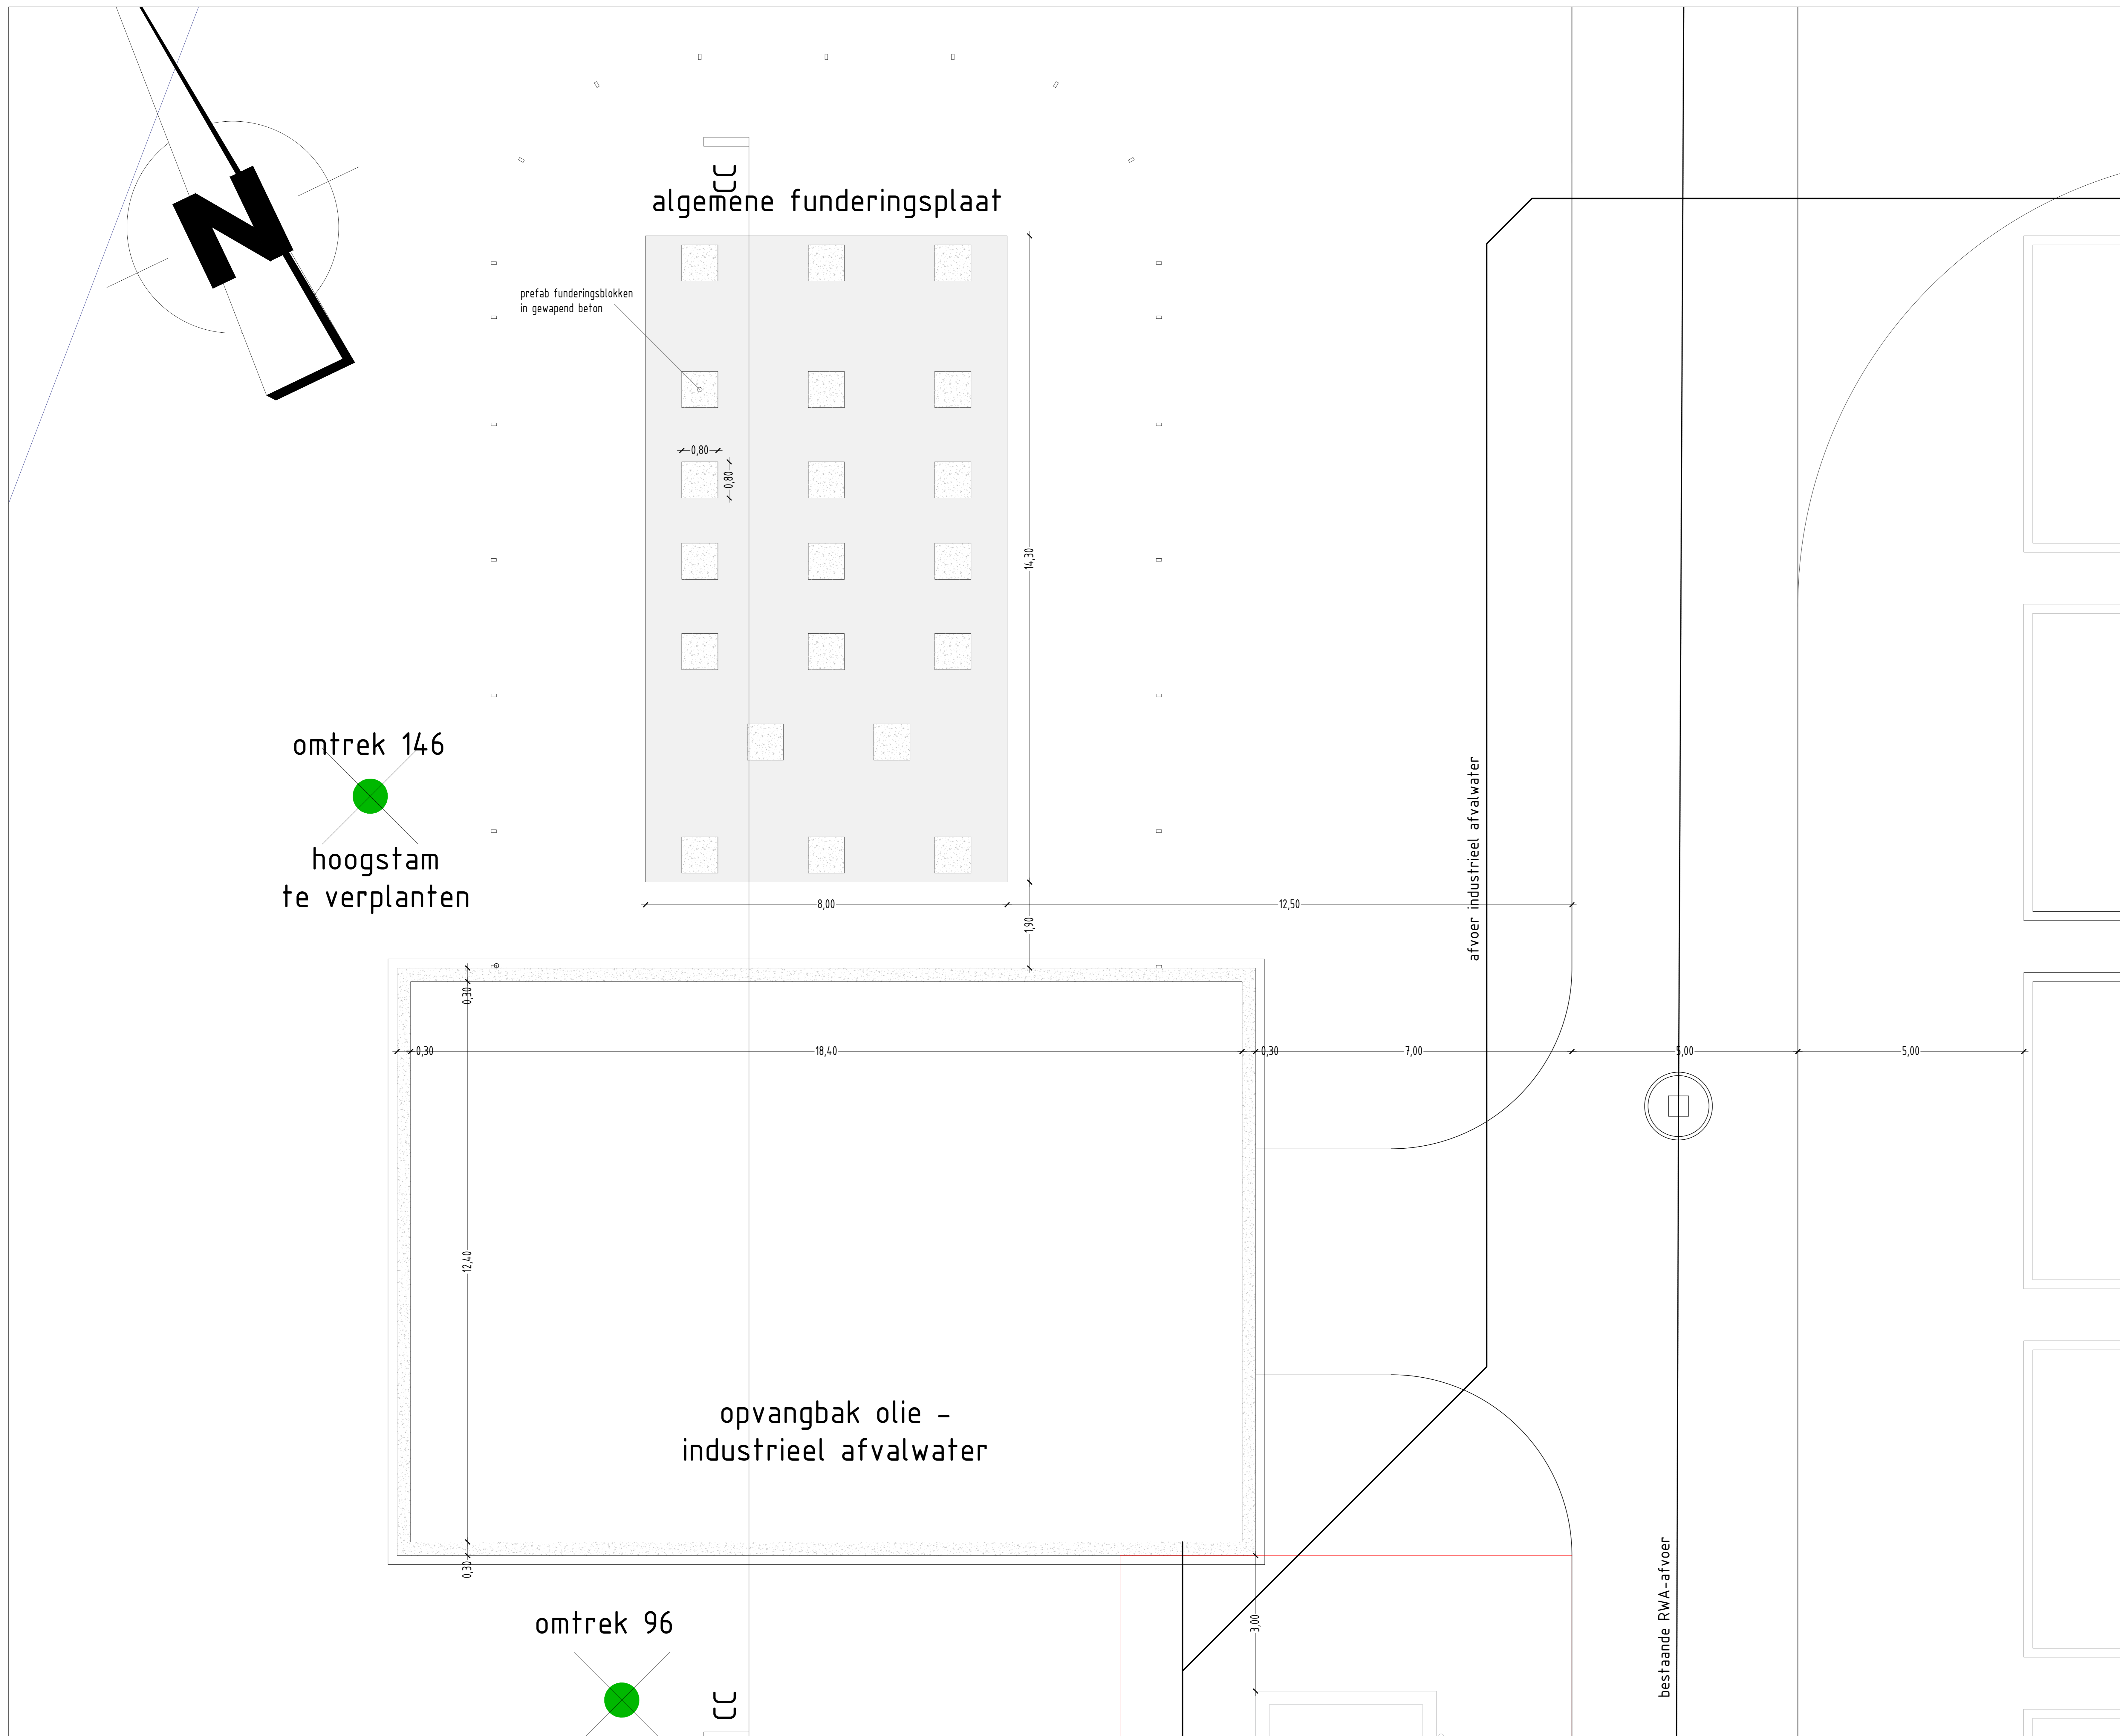 N
CC
algemene funderingsplaat
prefab funderingsblokken
in gewapend beton
0,80
0,80
14,30
omtrek 146
hoogstam
te verplanten
8,00
12,50
1,90
afvoer industrieel afvalwater
0,30
0,30
18,40
0,30
7,00
5,00
5,00
12,40
opvangbak olie -
industrieel afvalwater
0,30
omtrek 96
3,00
bestaande RWA-afvoer
CC